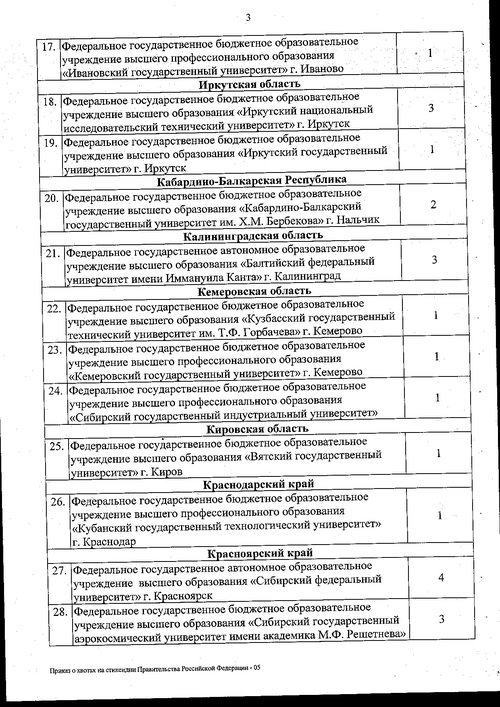 3
17. Федеральное государственное бюджетное образовательное
учреждение высшего профессионального образования
«Ивановский государственный университет» г. Иваново
1
Иркутская область
18. Федеральное государственное бюджетное образовательное
учреждение высшего образования «Иркутский национальный
исследовательский технический университет» г. Иркутск
3
19. Федеральное государственное бюджетное образовательное
учреждение высшего образования «Иркутский государственный
университет» г. Иркутск
1
Кабардино-Балкарская Республика
20. Федеральное государственное бюджетное образовательное
учреждение высшего образования «Кабардино-Балкарский
государственный университет им. Х.М. Бербекова» г. Нальчик
2
Калининградская область
21. Федеральное государственное автономное образовательное
учреждение высшего образования «Балтийский федеральный
университет имени Иммануила Канта» г. Калининград
3
Кемеровская область
22. Федеральное государственное бюджетное образовательное
учреждение высшего образования «Кузбасский государственный
технический университет им. Т.Ф. Горбачева» г. Кемерово
1
23. Федеральное государственное бюджетное образовательное
учреждение высшего профессионального образования
«Кемеровский государственный университет» г. Кемерово
1
24. Федеральное государственное бюджетное образовательное
учреждение высшего профессионального образования
«Сибирский государственный индустриальный университет»
1
Кировская область
25. Федеральное государственное бюджетное образовательное
учреждение высшего образования «Вятский государственный
университет» г. Киров
1
Краснодарский край
26. Федеральное государственное бюджетное образовательное
учреждение высшего профессионального образования
«Кубанский государственный технологический университет»
г. Краснодар
1
Красноярский край
27. Федеральное государственное автономное образовательное
учреждение высшего образования «Сибирский федеральный
университет» г. Красноярск
4
28. Федеральное государственное бюджетное образовательное
учреждение высшего образования «Сибирский государственный
аэрокосмический университет имени академика М.Ф. Решетнева»
3
Приказ о квотах на стипендии Правительства Российской Федерации - 05